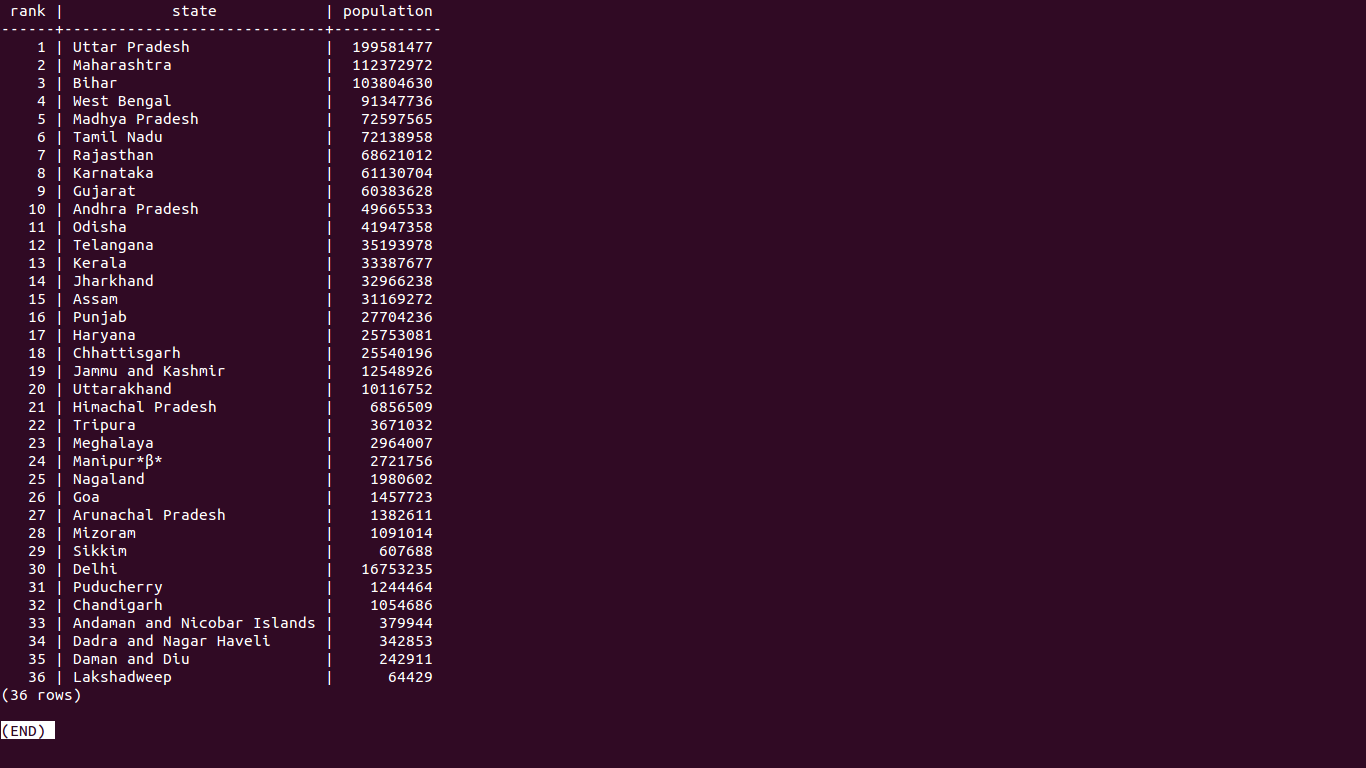 rank |            state            | population
------+-----------------------------+------------
    1 | Uttar Pradesh               |  199581477
    2 | Maharashtra                 |  112372972
    3 | Bihar                       |  103804630
    4 | West Bengal                 |   91347736
    5 | Madhya Pradesh              |   72597565
    6 | Tamil Nadu                  |   72138958
    7 | Rajasthan                   |   68621012
    8 | Karnataka                   |   61130704
    9 | Gujarat                     |   60383628
   10 | Andhra Pradesh              |   49665533
   11 | Odisha                      |   41947358
   12 | Telangana                   |   35193978
   13 | Kerala                      |   33387677
   14 | Jharkhand                   |   32966238
   15 | Assam                       |   31169272
   16 | Punjab                      |   27704236
   17 | Haryana                     |   25753081
   18 | Chhattisgarh                |   25540196
   19 | Jammu and Kashmir           |   12548926
   20 | Uttarakhand                 |   10116752
   21 | Himachal Pradesh            |    6856509
   22 | Tripura                     |    3671032
   23 | Meghalaya                   |    2964007
   24 | Manipur*β*                  |    2721756
   25 | Nagaland                    |    1980602
   26 | Goa                         |    1457723
   27 | Arunachal Pradesh           |    1382611
   28 | Mizoram                     |    1091014
   29 | Sikkim                      |     607688
   30 | Delhi                       |   16753235
   31 | Puducherry                  |    1244464
   32 | Chandigarh                  |    1054686
   33 | Andaman and Nicobar Islands |     379944
   34 | Dadra and Nagar Haveli      |     342853
   35 | Daman and Diu               |     242911
   36 | Lakshadweep                 |      64429
(36 rows)

(END)